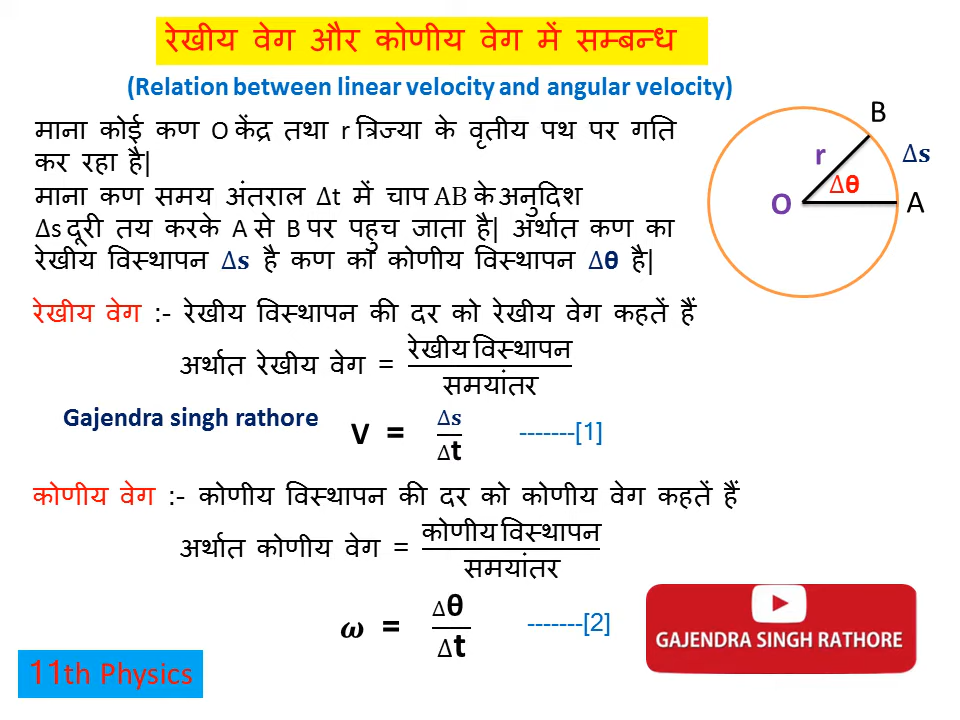 रेखीय वेग और कोणीय वेग में सम्बन्ध
(Relation between linear velocity and angular velocity)
माना कोई कण O केंद्र तथा r त्रिज्या के वृतीय पथ पर गति
कर रहा है|
माना कण समय अंतराल Δt में चाप AB के अनुदिश
Δs दूरी तय करके A से B पर पहुच जाता है| अर्थात कण का
रेखीय विस्थापन Δs है कण का कोणीय विस्थापन Δθ है|
B
r
Δs
Δθ
O
A
रेखीय वेग :- रेखीय विस्थापन की दर को रेखीय वेग कहतें हैं
अर्थात रेखीय वेग = रेखीय विस्थापन
समयांतर
Gajendra singh rathore
V = Δs -------[1]
Δt
कोणीय वेग :- कोणीय विस्थापन की दर को कोणीय वेग कहतें हैं
अर्थात कोणीय वेग = कोणीय विस्थापन
समयांतर
ω = Δθ -------[2]
Δt
GAJENDRA SINGH RATHORE
11th Physics